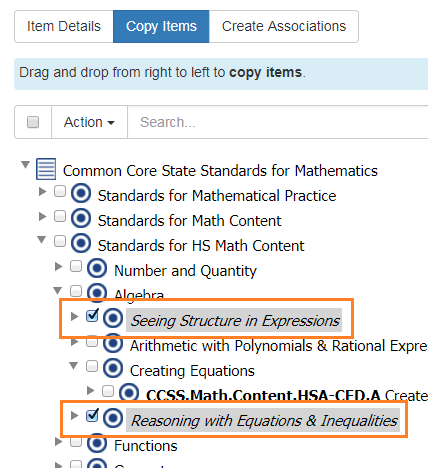 Item Details Copy Items Create Associations
Drag and drop from right to left to copy items.
Action Search...
Common Core State Standards for Mathematics
Standards for Mathematical Practice
Standards for Math Content
Standards for HS Math Content
Number and Quantity
Algebra
Seeing Structure in Expressions
Arithmetic with Polynomials & Rational Expre
Creating Equations
CCSS.Math.Content.HSA-CED.A Create
Reasoning with Equations & Inequalities
Functions